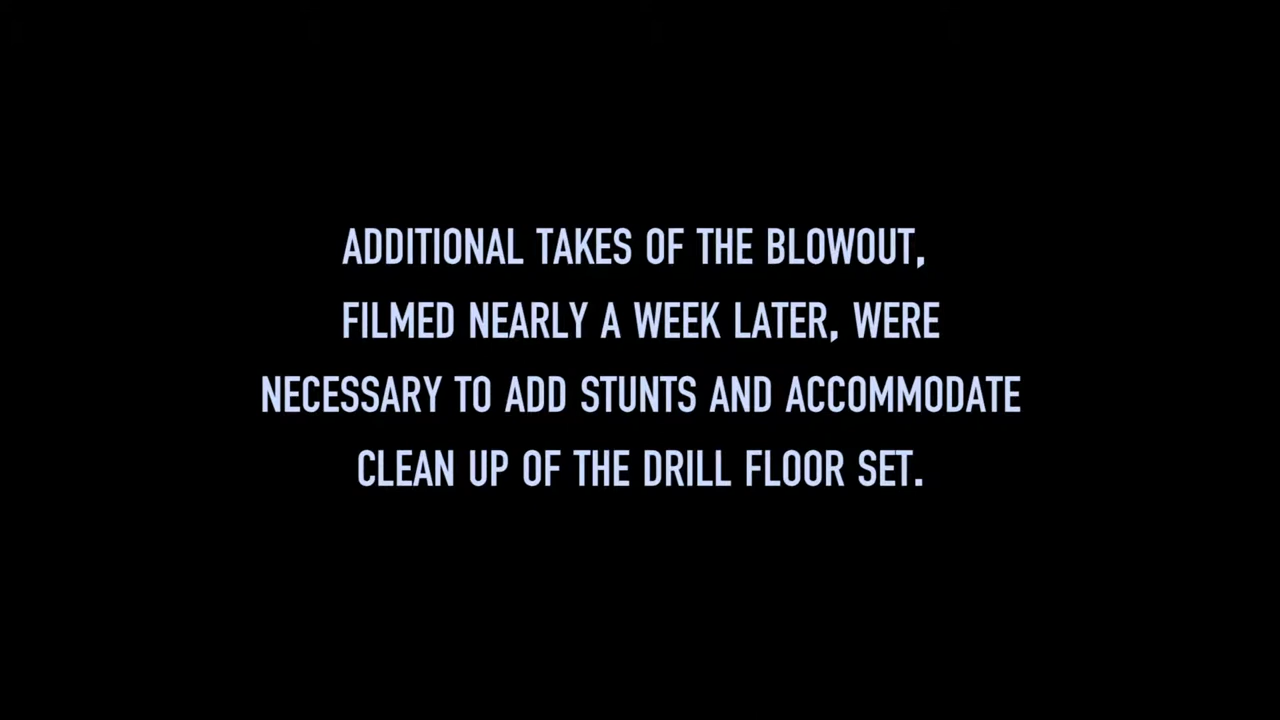 ADDITIONAL TAKES OF THE BLOWOUT,
FILMED NEARLY A WEEK LATER, WERE
NECESSARY TO ADD STUNTS AND ACCOMMODATE
CLEAN UP OF THE DRILL FLOOR SET.